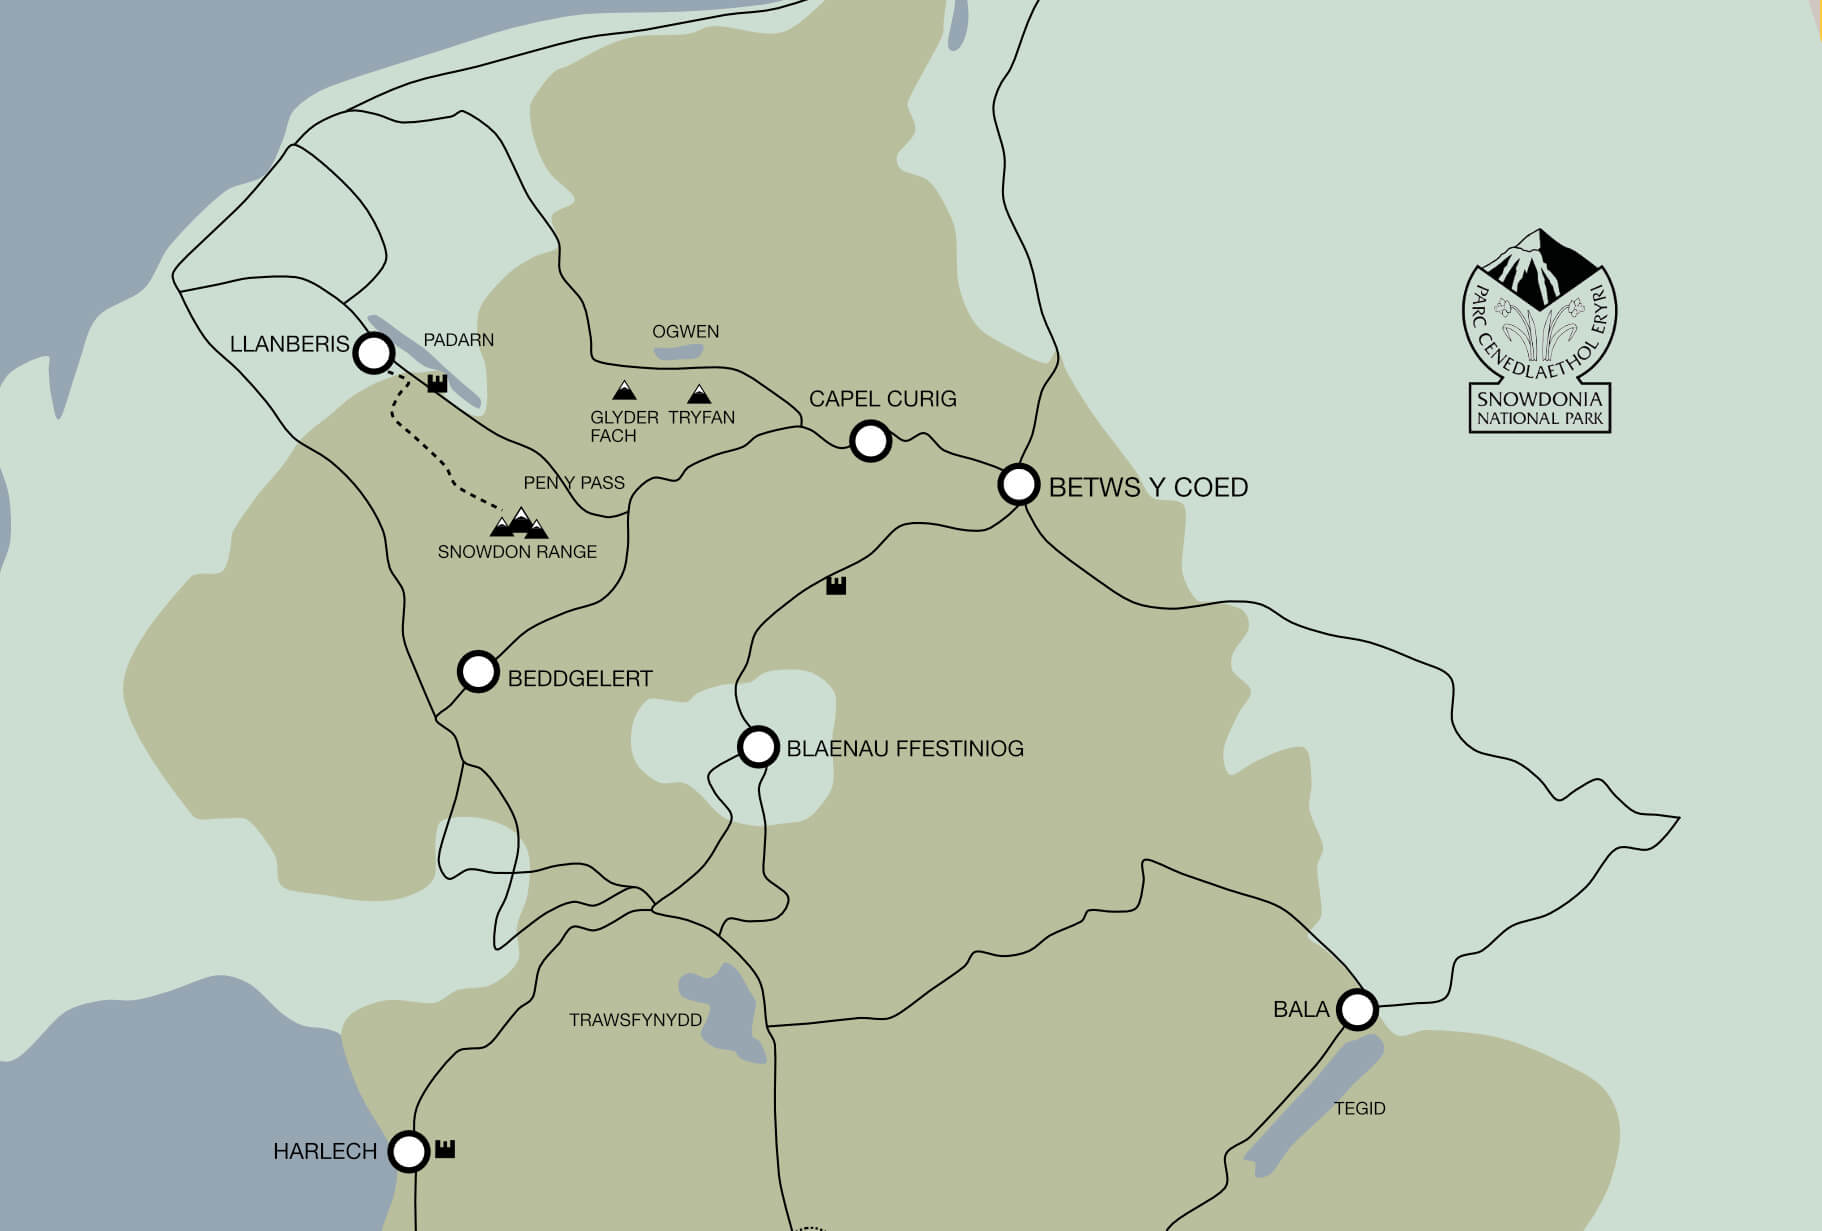 OGWEN
PADARN
LLANBERIS
PARC CENEDLAETHOL ERYRI
SNOWDONIA
NATIONAL PARK
CAPEL CURIG
GLYDER
FACH
TRYFAN
PEN Y PASS
BETWS Y COED
SNOWDON RANGE
BEDDGELERT
BLAENAU FFESTINIOG
BALA
TRAWSFYNYDD
TEGID
HARLECH